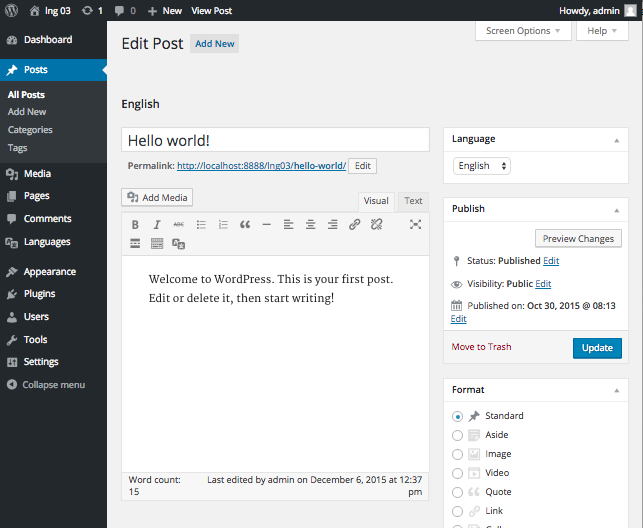 lng 03 1 0 New View Post Howdy, admin
Screen Options Help
Dashboard
Posts
All Posts
Add New
Categories
Tags
Media
Pages
Comments
Languages
Appearance
Plugins
Users
Tools
Settings
Collapse menu
Edit Post Add New
English
Hello world!
Permalink: http://localhost:8888/lng03/hello-world/ Edit
Add Media
Visual Text
B I ABC
Welcome to WordPress. This is your first post.
Edit or delete it, then start writing!
Word count:
15
Last edited by admin on December 6, 2015 at 12:37
pm
Language
English
Publish
Preview Changes
Status: Published Edit
Visibility: Public Edit
Published on: Oct 30, 2015 @ 08:13
Edit
Move to Trash Update
Format
Standard
Aside
Image
Video
Quote
Link